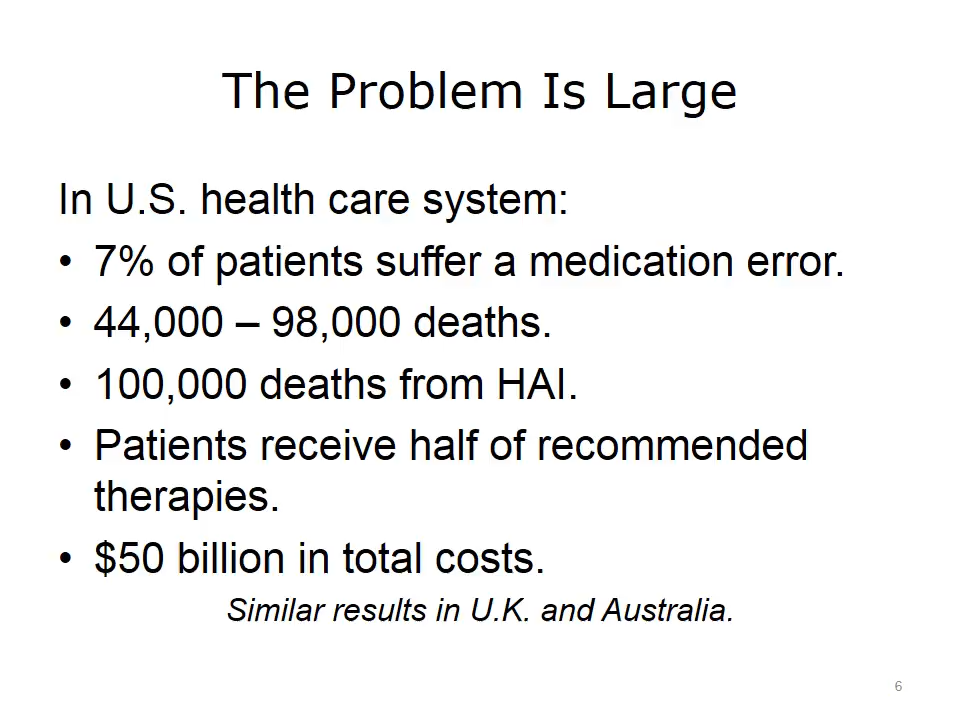 The Problem Is Large
In U.S. health care system:
• 7% of patients suffer a medication error.
• 44,000 – 98,000 deaths.
• 100,000 deaths from HAI.
• Patients receive half of recommended
therapies.
• $50 billion in total costs.
Similar results in U.K. and Australia.
6